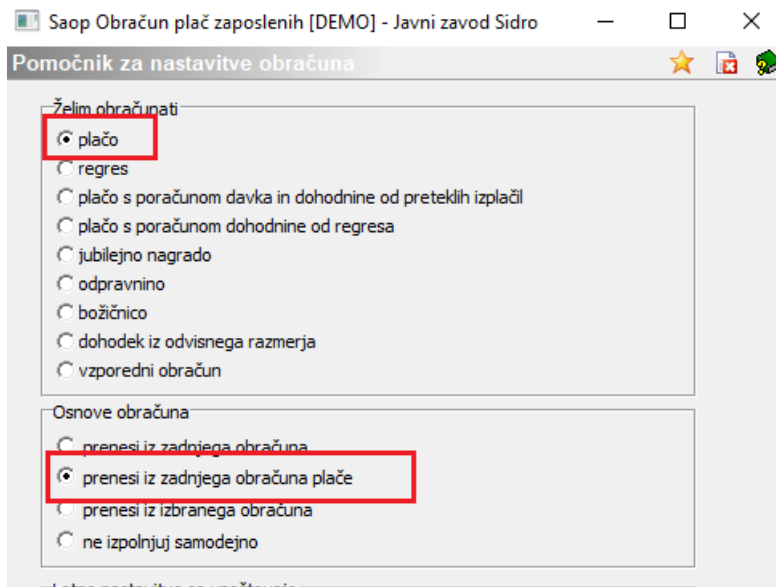 Saop Obračun plač zaposlenih [DEMO] - Javni zavod Sidro
Pomočnik za nastavitve obračuna
Želim obračunati
plačo
regres
plačo s poračunom davka in dohodnine od preteklih izplačil
plačo s poračunom dohodnine od regresa
jubilejno nagrado
odpravnino
božičnico
dohodek iz odvisnega razmerja
vzporedni obračun
Osnove obračuna
prenesi iz zadnjega obračuna
prenesi iz zadnjega obračuna plače
prenesi iz izbranega obračuna
ne izpolnjuj samodejno